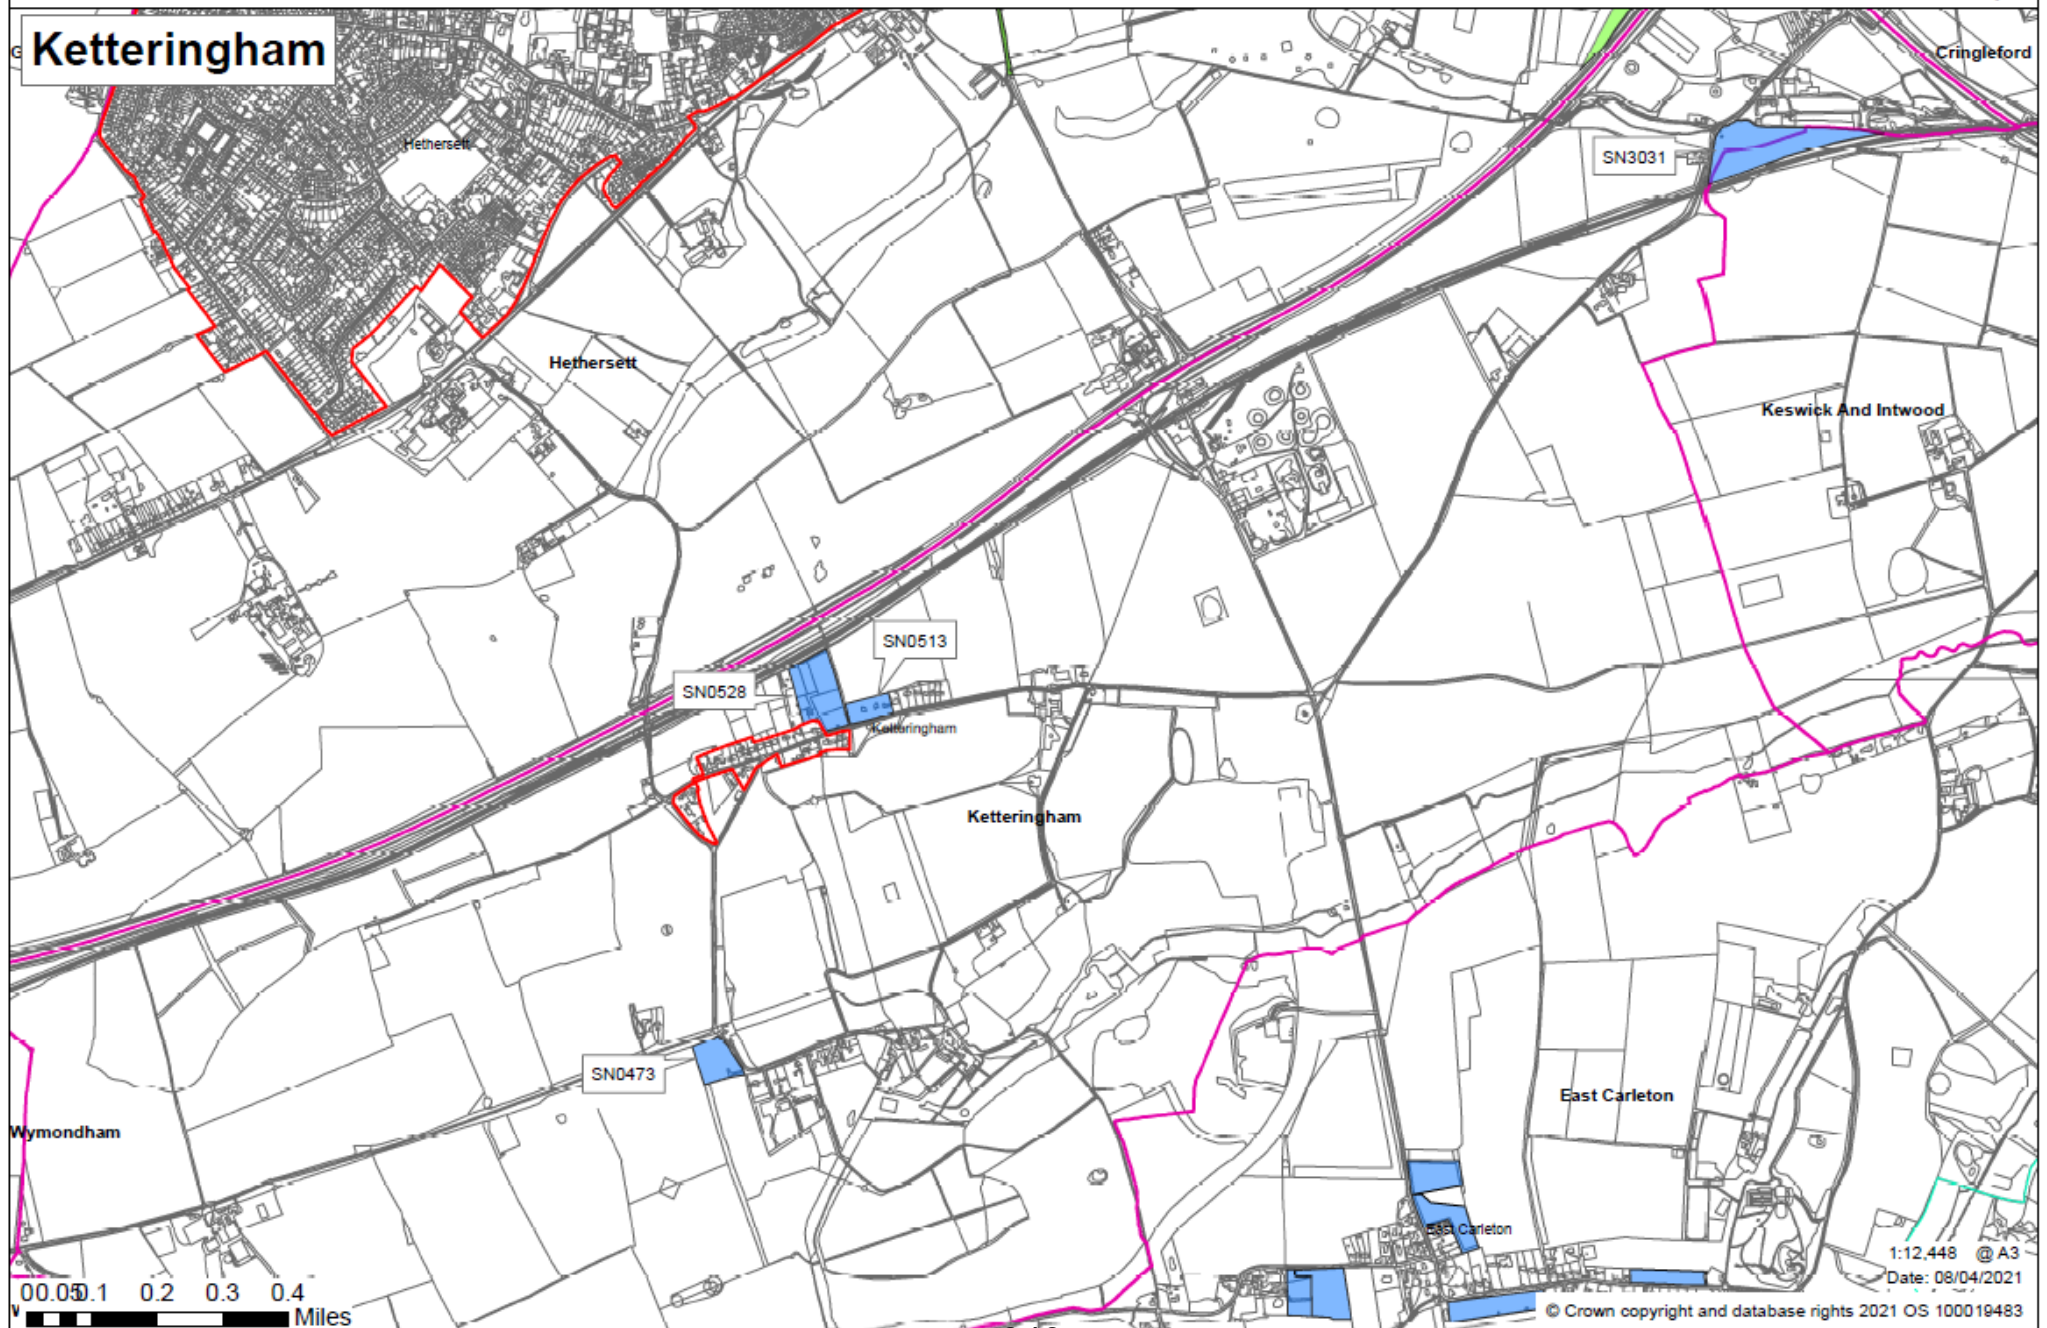 Ketteringham
G
Cringleford
Hethersett
SN3031
Hethersett
Keswick And Intwood
SN0513
SN0528
Ketteringham
Ketteringham
SN0473
East Carleton
Wymondham
East Carleton
1:12,448 @ A3
Date: 08/04/2021
0 0.05 0.1 0.2 0.3 0.4
Miles
© Crown copyright and database rights 2021 OS 100019483